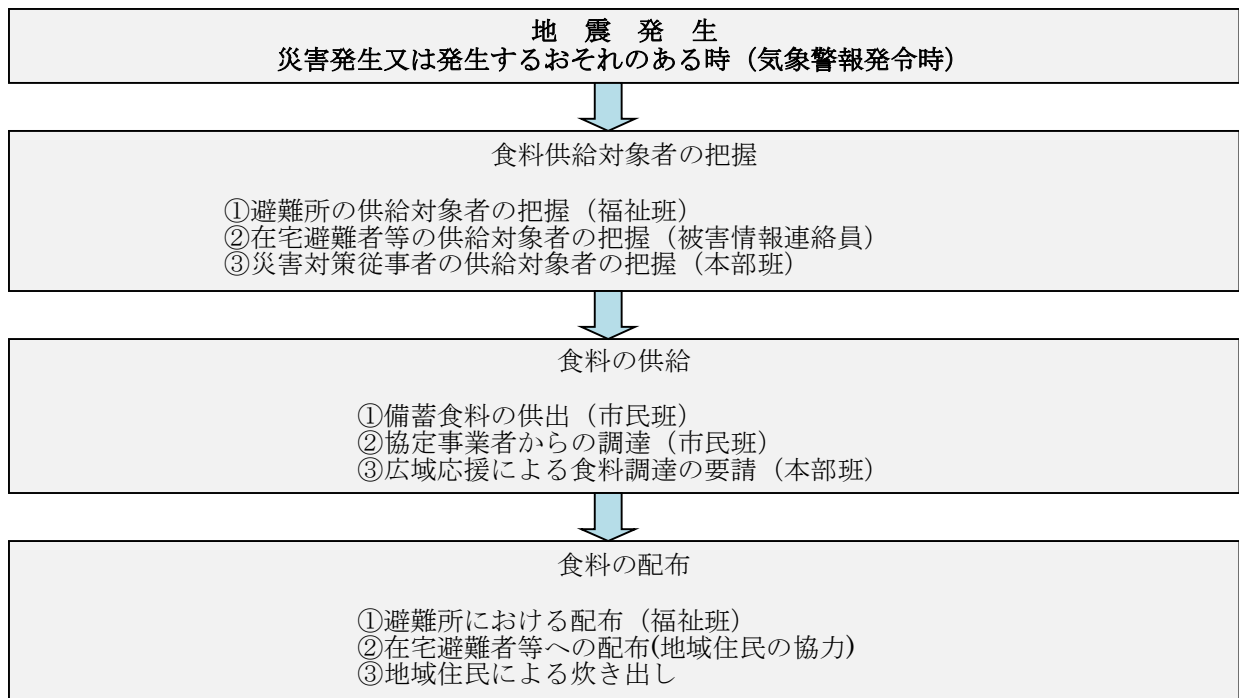 地　震　発　生
災害発生又は発生するおそれのある時（気象警報発令時）
食料供給対象者の把握
①避難所の供給対象者の把握（福祉班）
②在宅避難者等の供給対象者の把握（被害情報連絡員）
③災害対策従事者の供給対象者の把握（本部班）
食料の供給
①備蓄食料の供出（市民班）
②協定事業者からの調達（市民班）
③広域応援による食料調達の要請（本部班）
食料の配布
①避難所における配布（福祉班）
②在宅避難者等への配布(地域住民の協力)
③地域住民による炊き出し